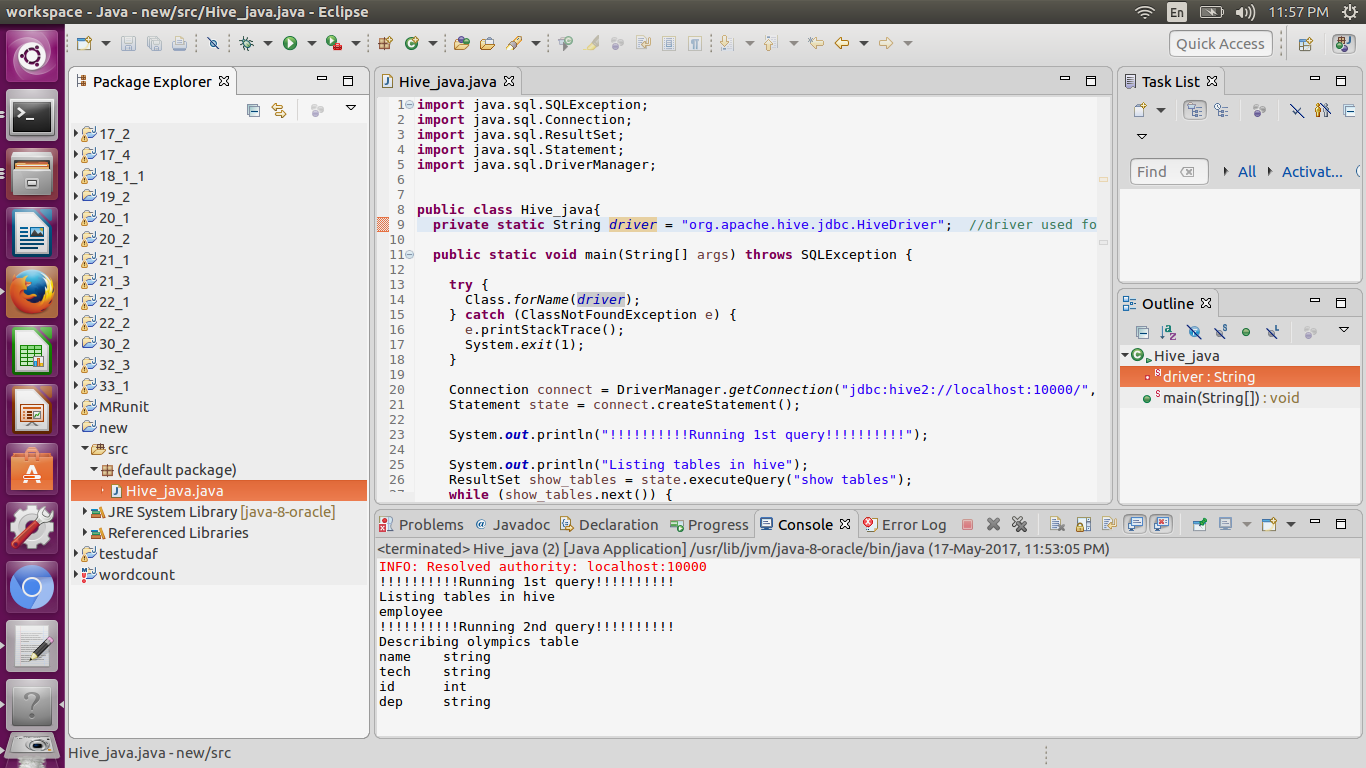 workspace - Java - new/src/Hive_java.java - Eclipse
En
11:57 PM
Quick Access
Package Explorer
17_2
17_4
18_1_1
19_2
20_1
20_2
21_1
21_3
22_1
22_2
30_2
32_3
33_1
MRunit
new
src
(default package)
Hive_java.java
JRE System Library [java-8-oracle]
Referenced Libraries
testudaf
wordcount
Hive_java.java
1 import java.sql.SQLException;
2 import java.sql.Connection;
3 import java.sql.ResultSet;
4 import java.sql.Statement;
5 import java.sql.DriverManager;
6
7
8 public class Hive_java{
9 private static String driver = "org.apache.hive.jdbc.HiveDriver"; //driver used fo
10
11 public static void main(String[] args) throws SQLException {
12
13 try {
14 Class.forName(driver);
15 } catch (ClassNotFoundException e) {
16 e.printStackTrace();
17 System.exit(1);
18 }
19
20 Connection connect = DriverManager.getConnection("jdbc:hive2://localhost:10000/",
21 Statement state = connect.createStatement();
22
23 System.out.println("!!!!!!!!!!Running 1st query!!!!!!!!!!");
24
25 System.out.println("Listing tables in hive");
26 ResultSet show_tables = state.executeQuery("show tables");
27 while (show_tables.next()) {
Task List
Find
All
Activat...
Outline
Hive_java
driver : String
main(String[]) : void
Problems
Javadoc
Declaration
Progress
Console
Error Log
<terminated> Hive_java (2) [Java Application] /usr/lib/jvm/java-8-oracle/bin/java (17-May-2017, 11:53:05 PM)
INFO: Resolved authority: localhost:10000
!!!!!!!!!!Running 1st query!!!!!!!!!!
Listing tables in hive
employee
!!!!!!!!!!Running 2nd query!!!!!!!!!!
Describing olympics table
name string
tech string
id int
dep string
Hive_java.java - new/src